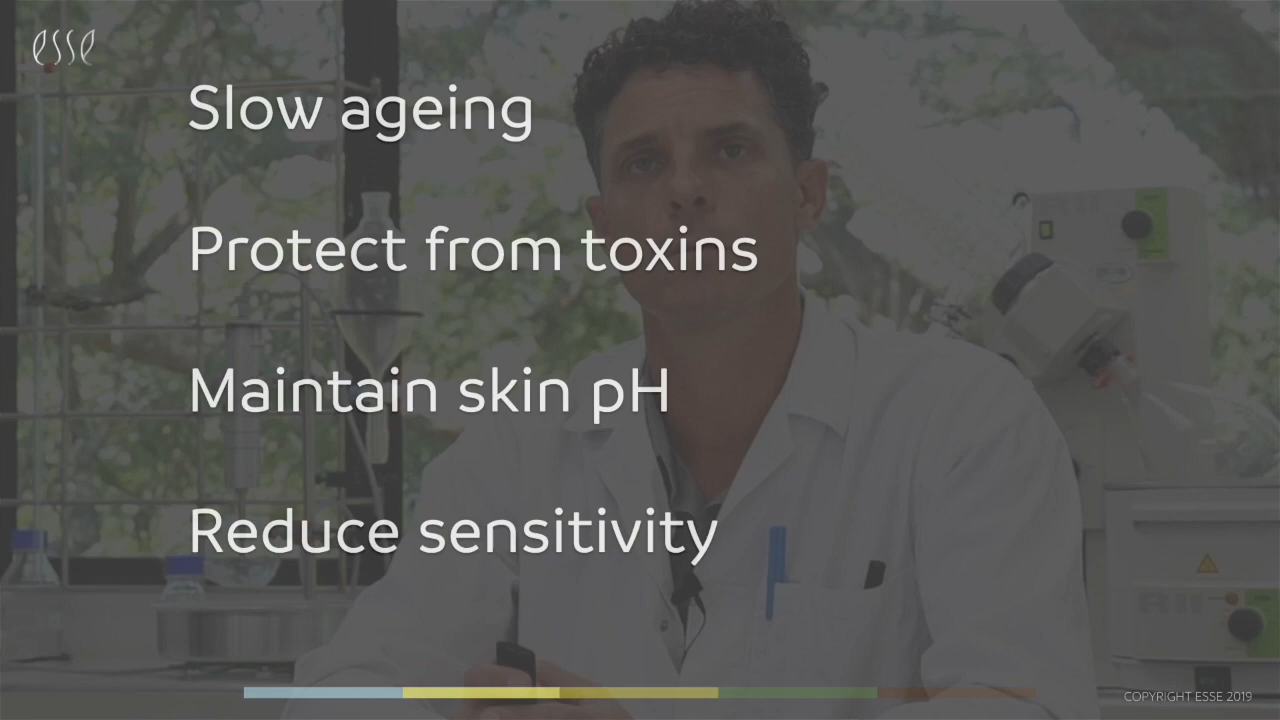 esse
Slow ageing
Protect from toxins
Maintain skin pH
Reduce sensitivity
COPYRIGHT ESSE 2019